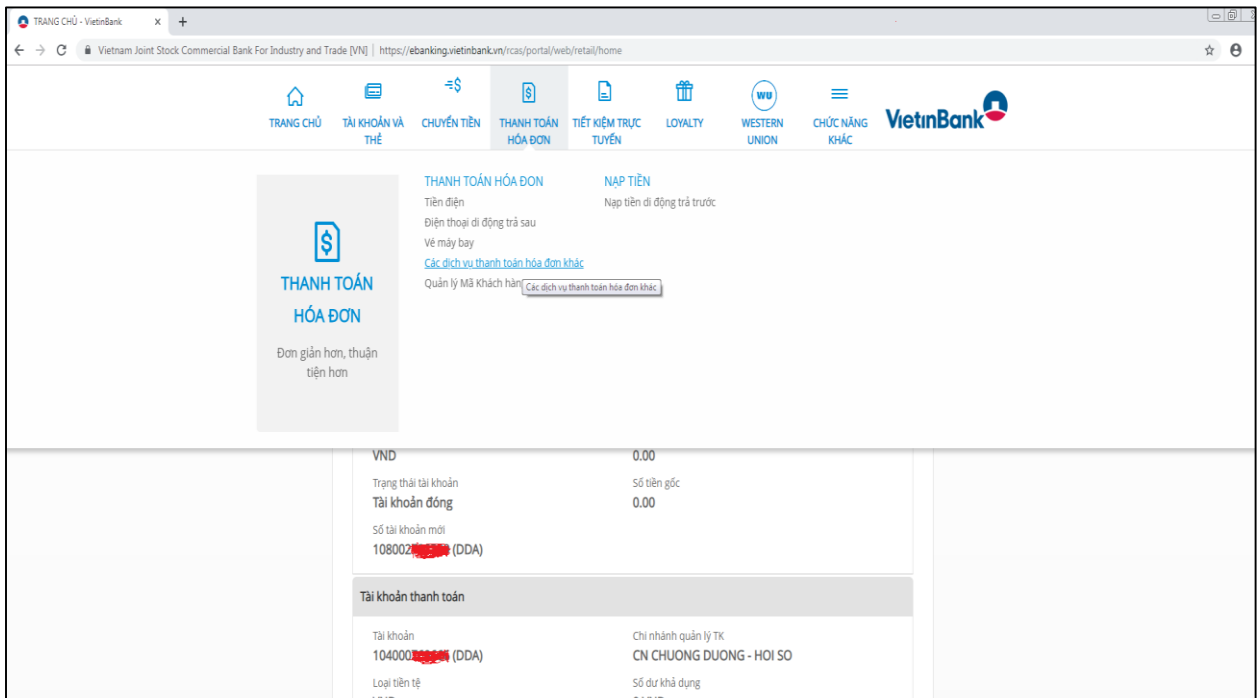 TRANG CHỦ - VietinBank
Vietnam Joint Stock Commercial Bank For Industry and Trade [VN] | https://ebanking.vietinbank.vn/rcas/portal/web/retail/home
TRANG CHỦ
TÀI KHOẢN VÀ THẺ
CHUYỂN TIỀN
THANH TOÁN HÓA ĐƠN
TIẾT KIỆM TRỰC TUYẾN
LOYALTY
WU
WESTERN UNION
CHỨC NĂNG KHÁC
VietinBank
THANH TOÁN
HÓA ĐƠN
Đơn giản hơn, thuận
tiện hơn
THANH TOÁN HÓA ĐƠN
Tiền điện
Điện thoại di động trả sau
Vé máy bay
Các dịch vụ thanh toán hóa đơn khác
Quản lý Mã Khách hàn
Các dịch vụ thanh toán hóa đơn khác
NẠP TIỀN
Nạp tiền di động trả trước
VND
0.00
Trạng thái tài khoản
Số tiền gốc
Tài khoản đóng
0.00
Số tài khoản mới
108002 (DDA)
Tài khoản thanh toán
Tài khoản
Chi nhánh quản lý TK
104000 (DDA)
CN CHUONG DUONG - HOI SO
Loại tiền tệ
Số dư khả dụng